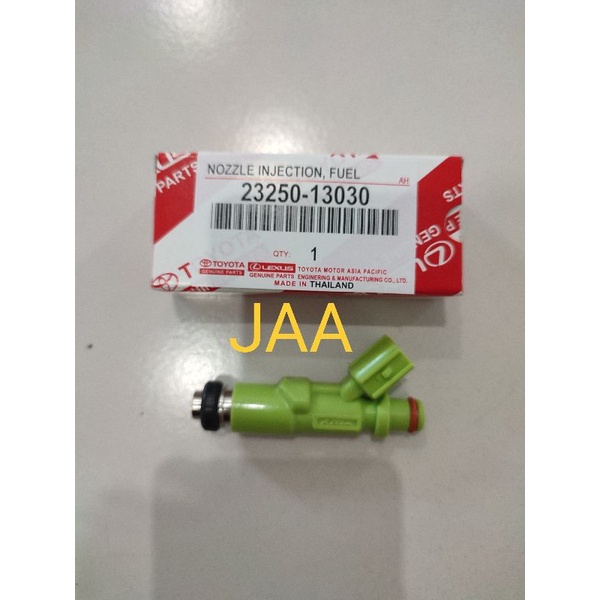 NOZZLE INJECTION, FUEL
AH
23250-13030
QTY: 1
TOYOTA GENUINE PARTS
LEXUS GENUINE PARTS
TOYOTA MOTOR ASIA PACIFIC
ENGINEERING & MANUFACTURING CO., LTD.
MADE IN THAILAND
PARTS
JAA